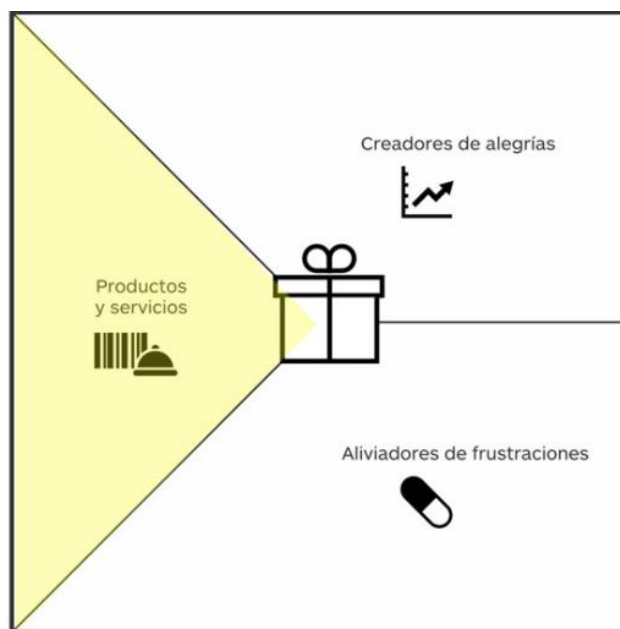 Creadores de alegrías
Productos
y servicios
Aliviadores de frustraciones